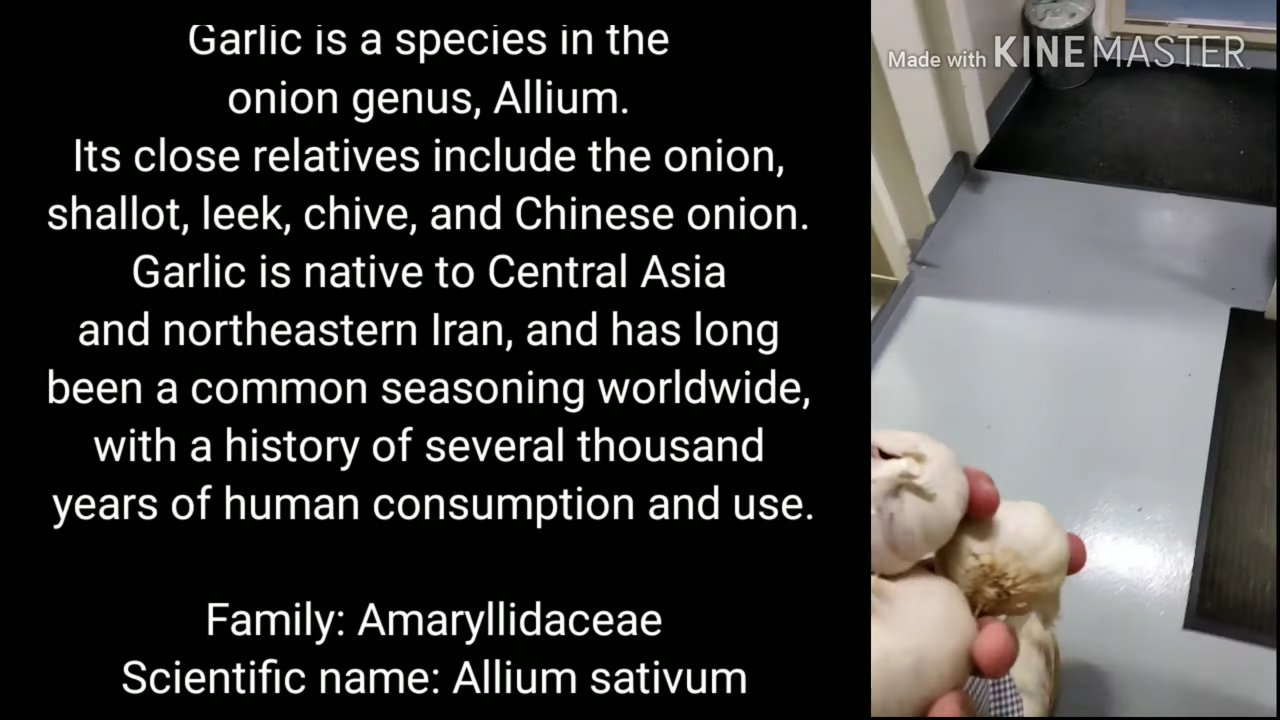 Garlic is a species in the
onion genus, Allium.
Its close relatives include the onion,
shallot, leek, chive, and Chinese onion.
Garlic is native to Central Asia
and northeastern Iran, and has long
been a common seasoning worldwide,
with a history of several thousand
years of human consumption and use.
Family: Amaryllidaceae
Scientific name: Allium sativum
Made with KINEMASTER